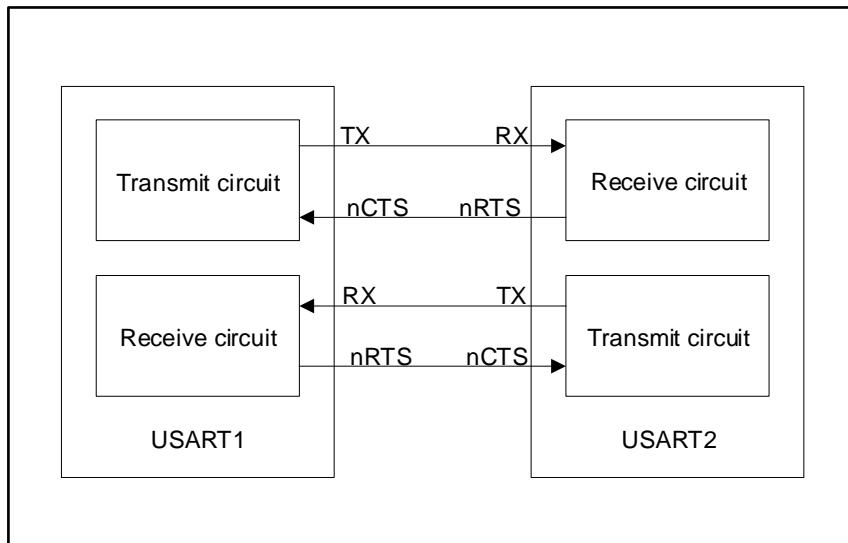 TX RX
Transmit circuit Receive circuit
nCTS nRTS
RX TX
Receive circuit Transmit circuit
nRTS nCTS
USART1 USART2